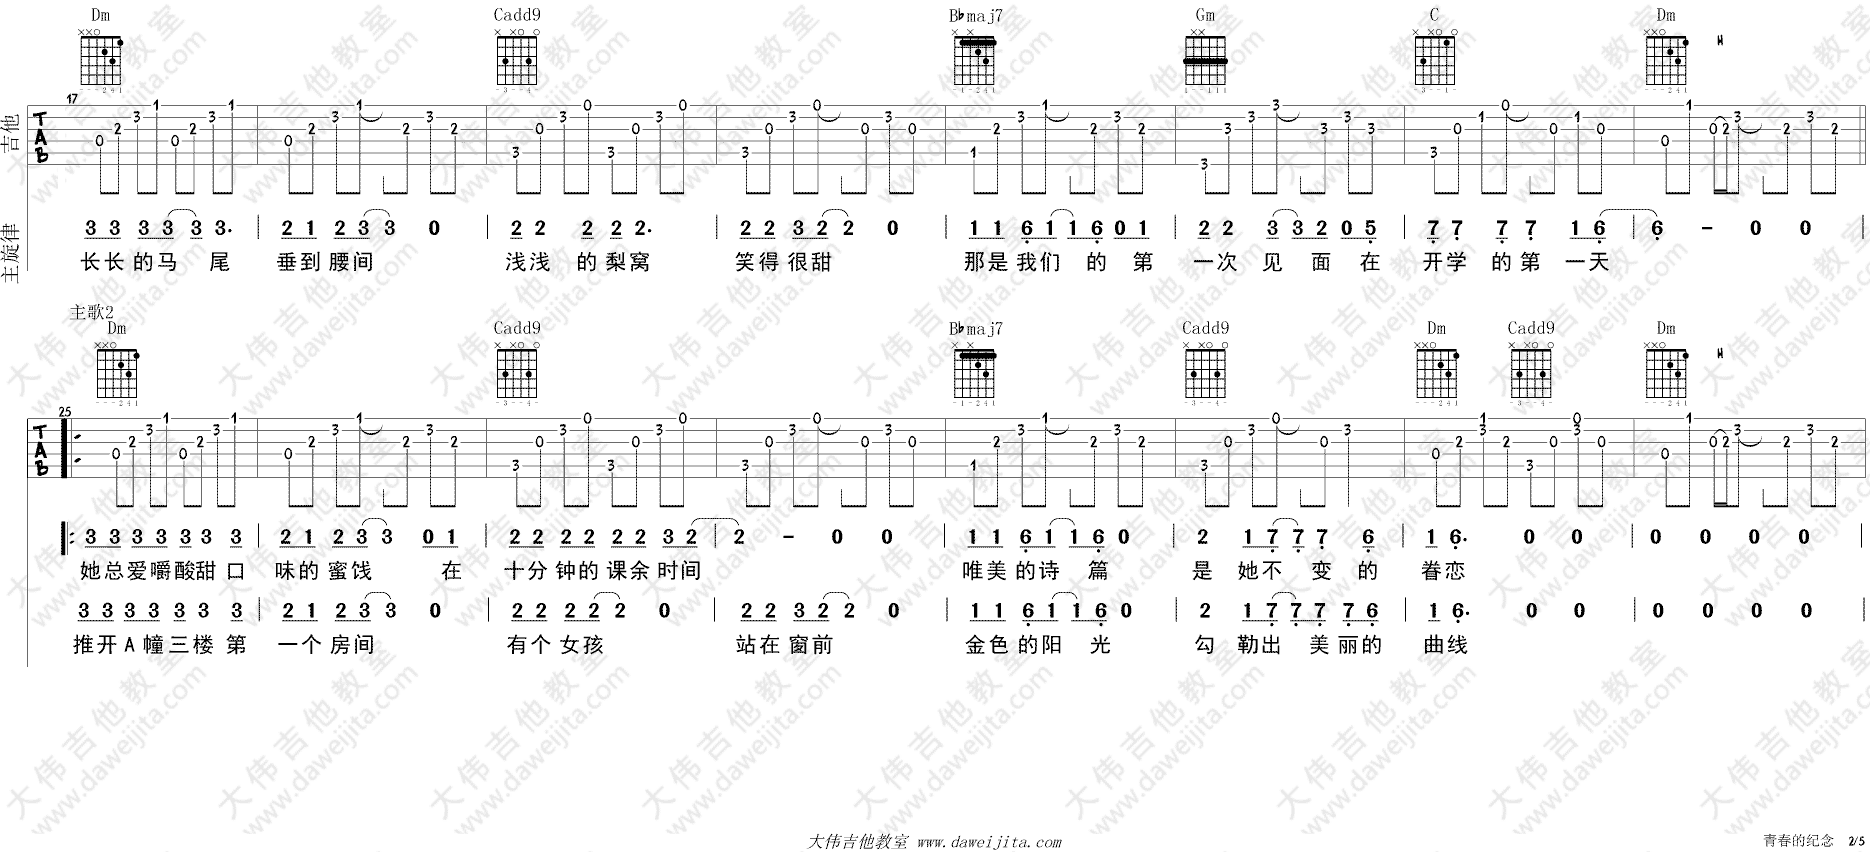 Dm Cadd9 B♭maj7 Gm C Dm H
17
吉他
TAB
主旋律
3 3 3 3 3 3 3. | 2 1 2 3 3 0 | 2 2 2 2 2. | 2 2 3 2 2 0 | 1 1 6 1 1 6 0 1 | 2 2 3 3 2 0 5 | 7 7 7 7 1 6 | 6 - 0 0
长长的马尾 垂到腰间 浅浅的梨窝 笑得很甜 那是我们的第一次见面在开学的第一天
主歌2
Dm Cadd9 B♭maj7 Cadd9 Dm Cadd9 Dm H
25
TAB
3 3 3 3 3 3 3 | 2 1 2 3 3 0 1 | 2 2 2 2 2 2 3 2 | 2 - 0 0 | 1 1 6 1 1 6 0 | 2 1 7 7 7 6 | 1 6. 0 0 | 0 0 0 0
她总爱嚼酸甜口味的蜜饯 在十分钟的课余时间 唯美的诗篇 是她不变的眷恋
3 3 3 3 3 3 3 | 2 1 2 3 3 0 | 2 2 2 2 2 0 | 2 2 3 2 2 0 | 1 1 6 1 1 6 0 | 2 1 7 7 7 7 6 | 1 6. 0 0 | 0 0 0 0
推开A幢三楼第一个房间 有个女孩 站在窗前 金色的阳光 勾勒出美丽的曲线
大伟吉他教室 www.daweijita.com
青春的纪念 2/5